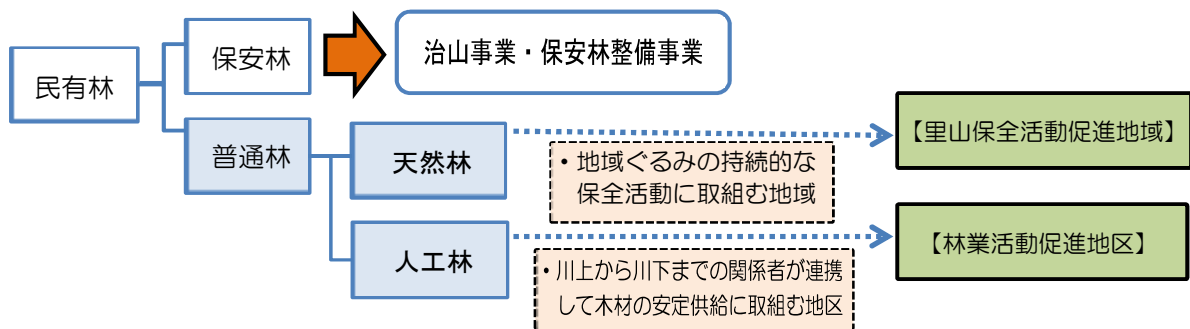 民有林
保安林
治山事業・保安林整備事業
普通林
天然林
・地域ぐるみの持続的な
保全活動に取組む地域
【里山保全活動促進地域】
人工林
・川上から川下までの関係者が連携
して木材の安定供給に取組む地区
【林業活動促進地区】